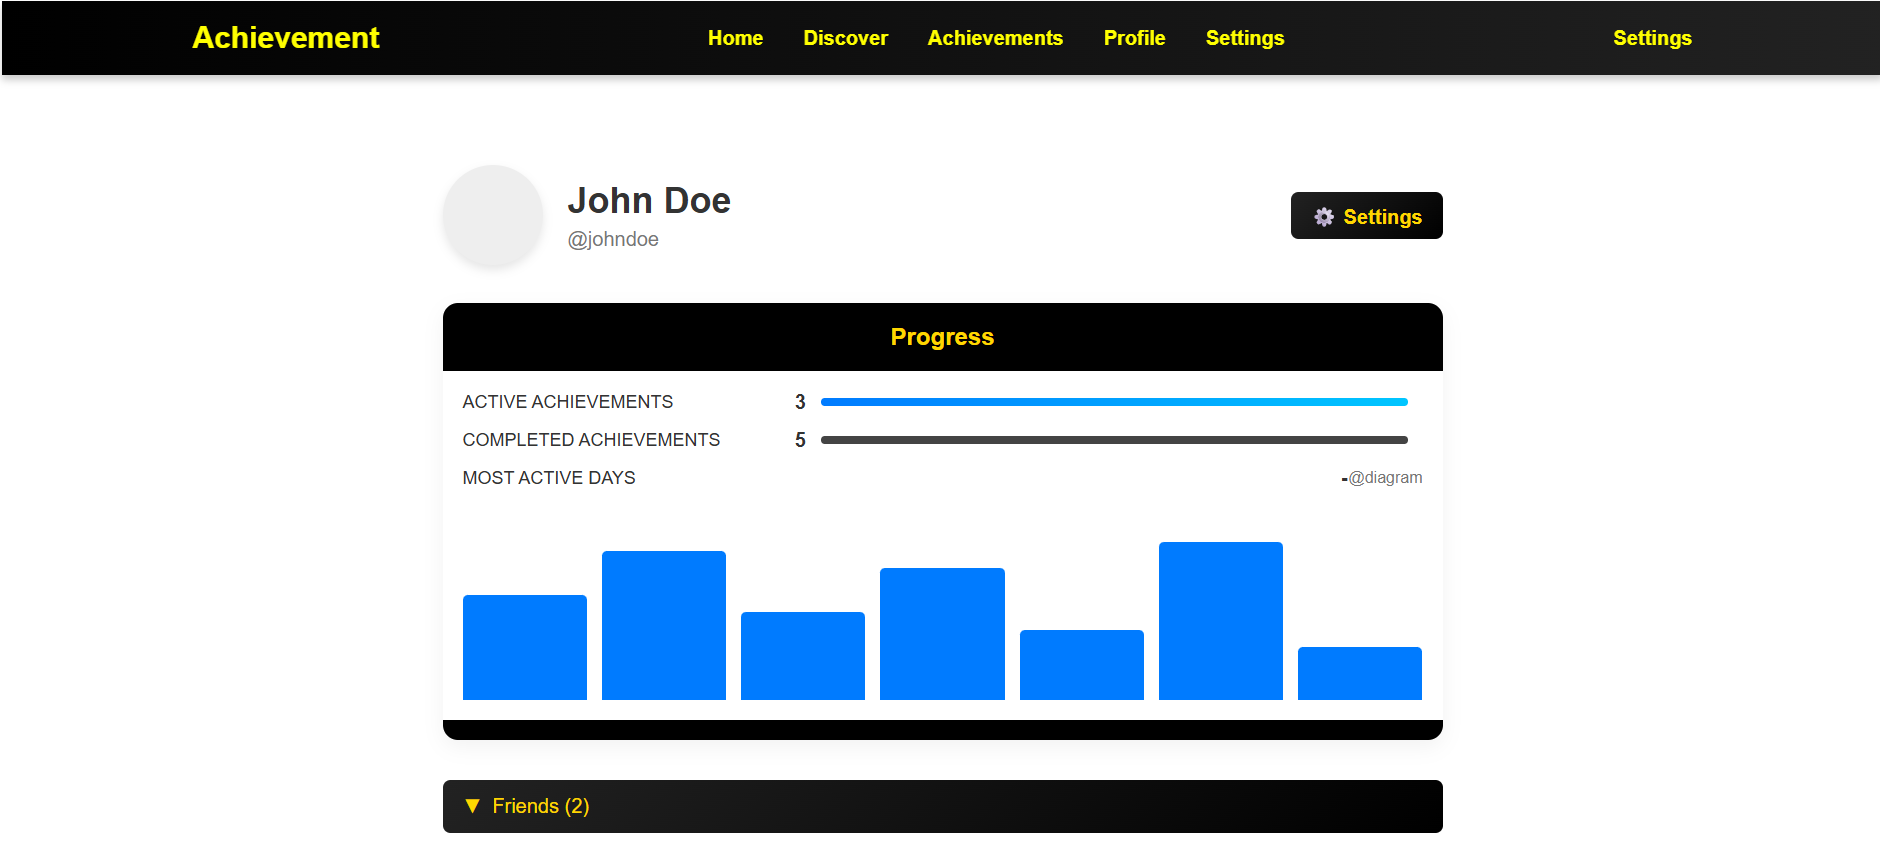 Achievement Home Discover Achievements Profile Settings Settings
John Doe
@johndoe
Settings
Progress
ACTIVE ACHIEVEMENTS 3
COMPLETED ACHIEVEMENTS 5
MOST ACTIVE DAYS -@diagram
▼ Friends (2)